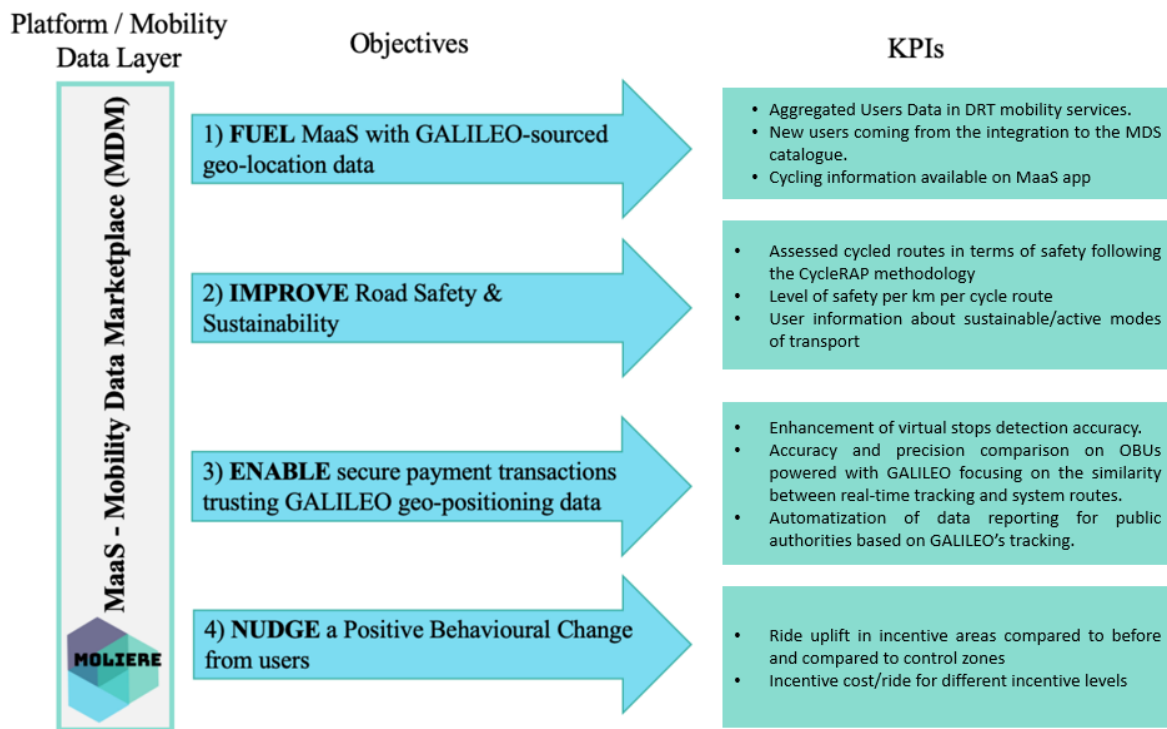 Platform / Mobility
Data Layer
Objectives
KPIs
MaaS - Mobility Data Marketplace (MDM)
MOLIERE
1) FUEL MaaS with GALILEO-sourced
geo-location data
• Aggregated Users Data in DRT mobility services.
• New users coming from the integration to the MDS
catalogue.
• Cycling information available on MaaS app
2) IMPROVE Road Safety &
Sustainability
• Assessed cycled routes in terms of safety following
the CycleRAP methodology
• Level of safety per km per cycle route
• User information about sustainable/active modes
of transport
3) ENABLE secure payment transactions
trusting GALILEO geo-positioning data
• Enhancement of virtual stops detection accuracy.
• Accuracy and precision comparison on OBUs
powered with GALILEO focusing on the similarity
between real-time tracking and system routes.
• Automatization of data reporting for public
authorities based on GALILEO’s tracking.
4) NUDGE a Positive Behavioural Change
from users
• Ride uplift in incentive areas compared to before
and compared to control zones
• Incentive cost/ride for different incentive levels